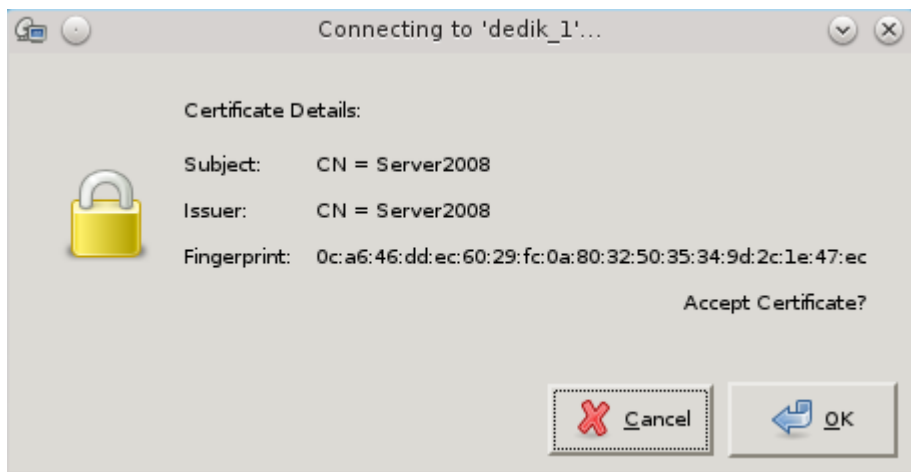 Connecting to 'dedik_1'...
Certificate Details:
Subject: CN = Server2008
Issuer: CN = Server2008
Fingerprint: 0c:a6:46:dd:ec:60:29:fc:0a:80:32:50:35:34:9d:2c:1e:47:ec
Accept Certificate?
Cancel OK